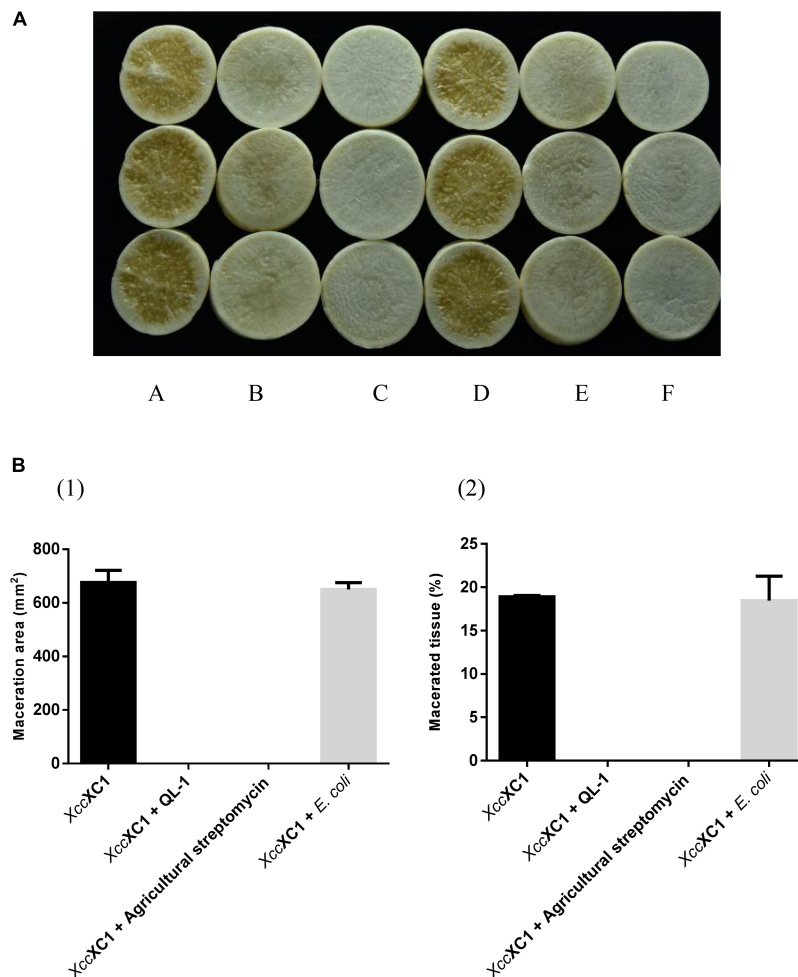 A
A B C D E F
B
(1)
(2)
Maceration area (mm²)
800
600
400
200
0
XccXC1
XccXC1 + QL-1
XccXC1 + Agricultural streptomycin
XccXC1 + E. coli
Macerated tissue (%)
25
20
15
10
5
0
XccXC1
XccXC1 + QL-1
XccXC1 + Agricultural streptomycin
XccXC1 + E. coli